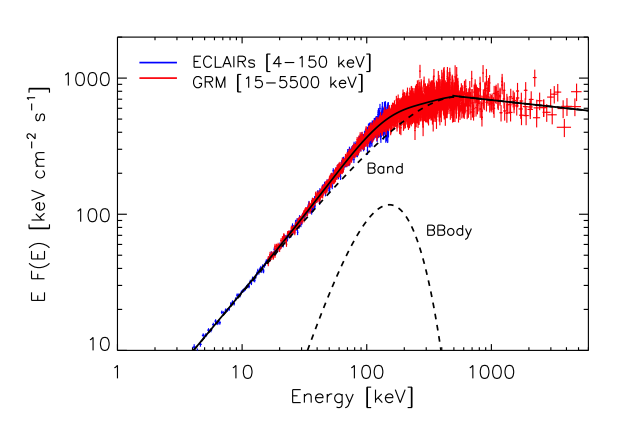 ECLAIRs [4−150 keV]
GRM [15−5500 keV]
1000
100
10
E F(E) [keV cm−2 s−1]
Band
BBody
1
10
100
1000
Energy [keV]